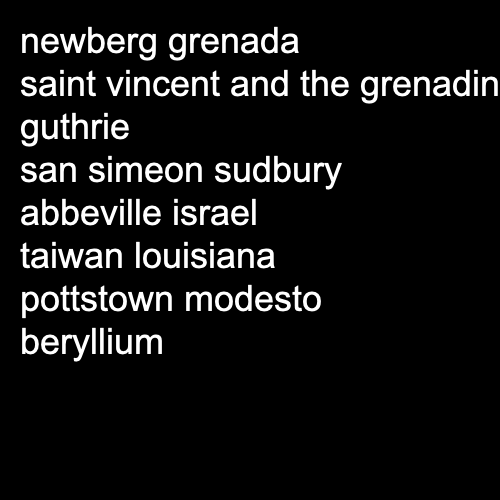 newberg grenada
saint vincent and the grenadin
guthrie
san simeon sudbury
abbeville israel
taiwan louisiana
pottstown modesto
beryllium